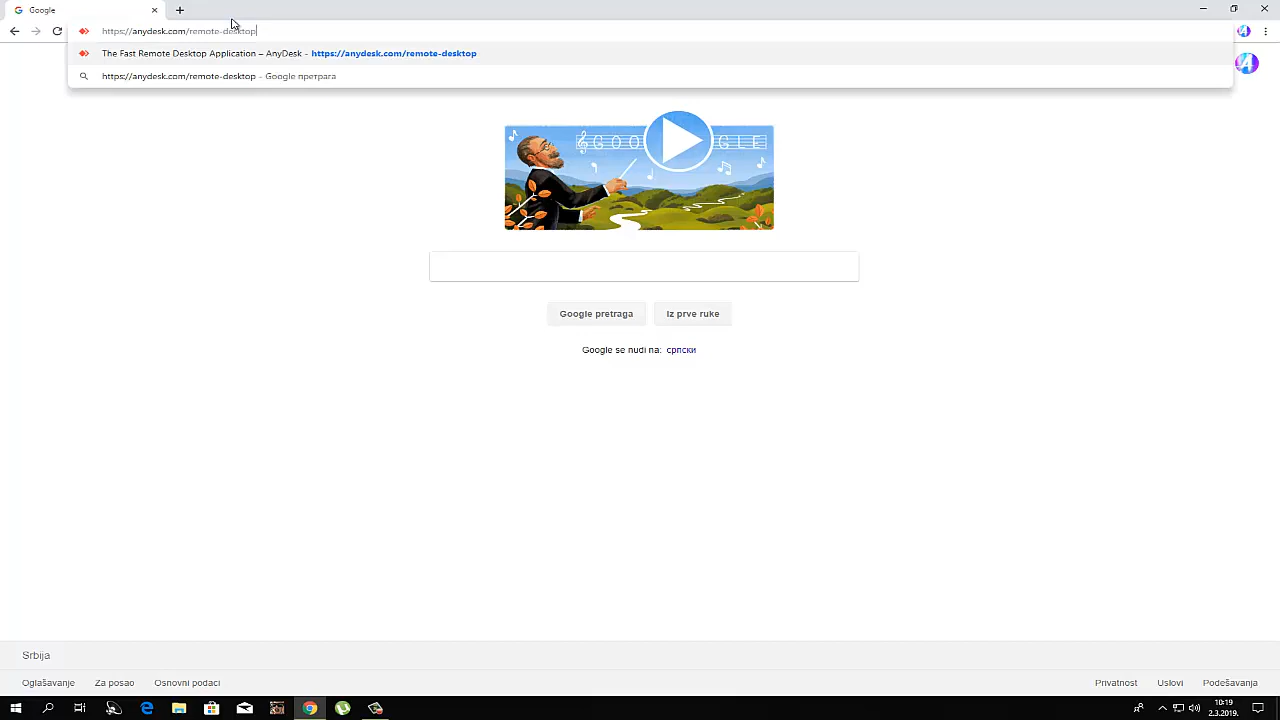 Google
https://anydesk.com/remote-desktop
The Fast Remote Desktop Application – AnyDesk - https://anydesk.com/remote-desktop
https://anydesk.com/remote-desktop - Google претрага
GOO GLE
Google pretraga Iz prve ruke
Google se nudi na: српски
Srbija
Oglašavanje Za posao Osnovni podaci Privatnost Uslovi Podešavanja
10:19
2.3.2019.